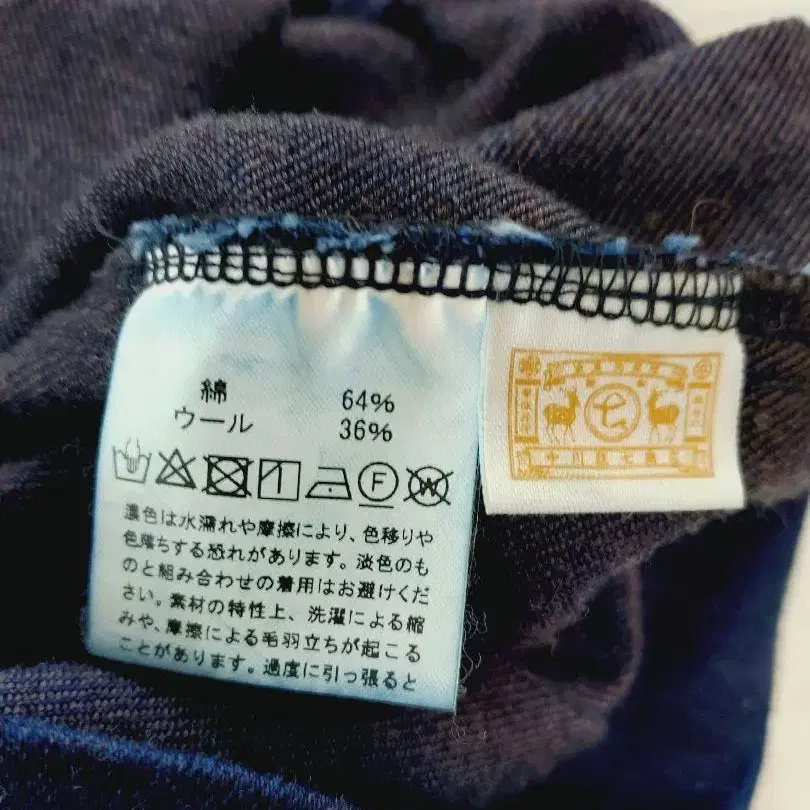 綿 64%
ウール 36%
F W
濃色は水濡れや摩擦により、色移りや
色落ちする恐れがあります。淡色のも
のと組み合わせの着用はお避けくだ
さい。素材の特性上、洗濯による縮
みや、摩擦による毛羽立ちが起こる
ことがあります。過度に引っ張ると
七